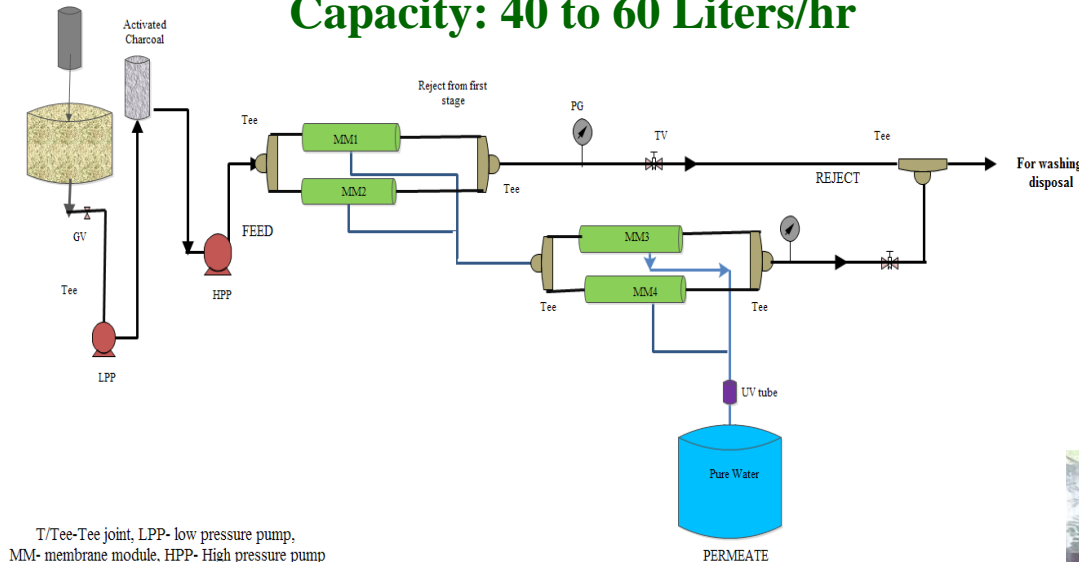 Capacity: 40 to 60 Liters/hr
Activated
Charcoal
Reject from first
stage
PG
TV
Tee
Tee
MM1
MM2
Tee
REJECT
For washing
disposal
GV
FEED
HPP
Tee
LPP
MM3
MM4
Tee
Tee
UV tube
Pure Water
PERMEATE
T/Tee-Tee joint, LPP- low pressure pump,
MM- membrane module, HPP- High pressure pump